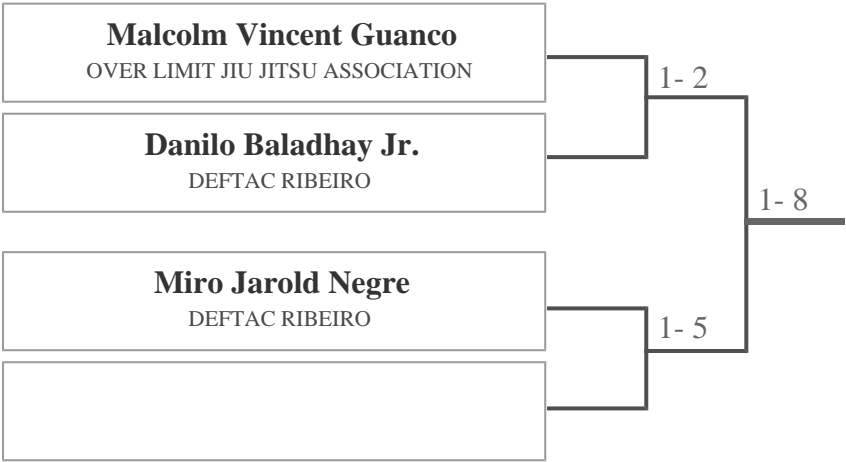 Malcolm Vincent Guanco
OVER LIMIT JIU JITSU ASSOCIATION
1- 2
Danilo Baladhay Jr.
DEFTAC RIBEIRO
1- 8
Miro Jarold Negre
DEFTAC RIBEIRO
1- 5